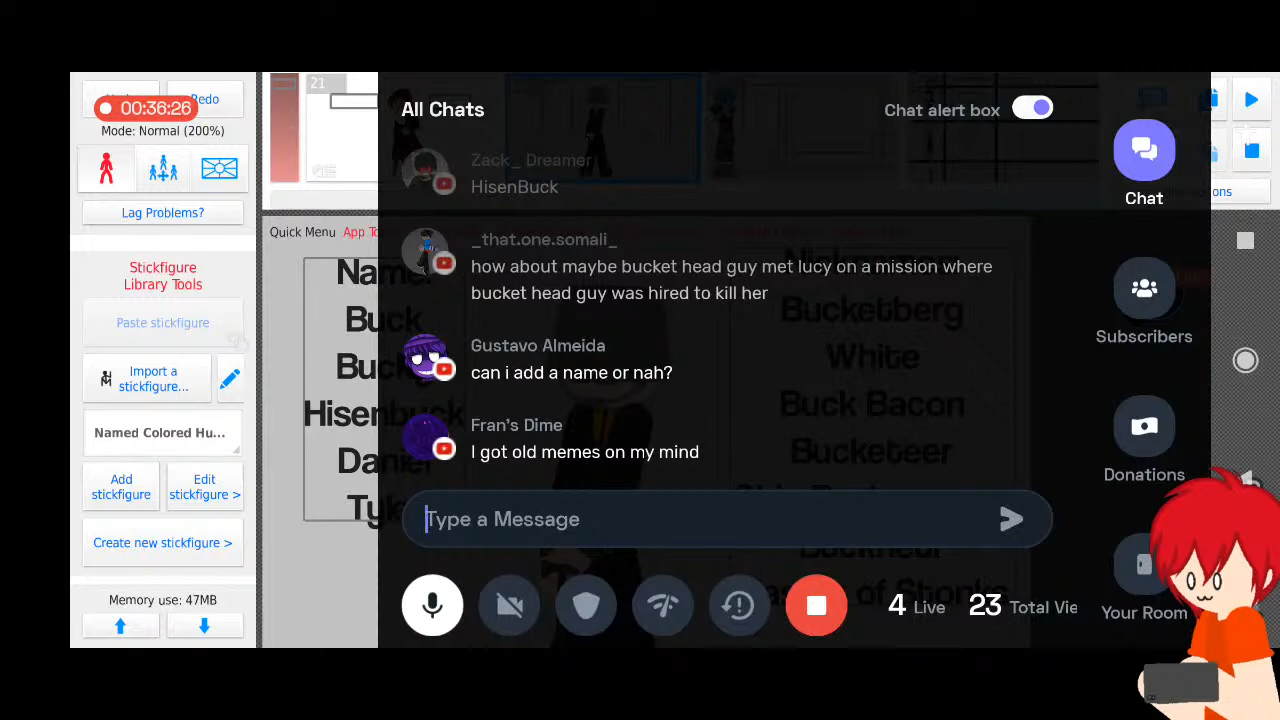 Redo
00:36:26
Mode: Normal (200%)
Lag Problems?
Stickfigure
Library Tools
Paste stickfigure
Import a
stickfigure...
Named Colored Hu...
Add
stickfigure
Edit
stickfigure >
Create new stickfigure >
Memory use: 47MB
21
Quick Menu App To
Name
Buck
Hisenbuck
Daniel
All Chats
Chat alert box
Zack_ Dreamer
HisenBuck
_that.one.somali_
how about maybe bucket head guy met lucy on a mission where
bucket head guy was hired to kill her
Gustavo Almeida
can i add a name or nah?
Fran's Dime
I got old memes on my mind
Bucketberg
White
Buck Bacon
Bucketeer
Type a Message
4 Live 23 Total Vie
Chat
Subscribers
Donations
Your Room